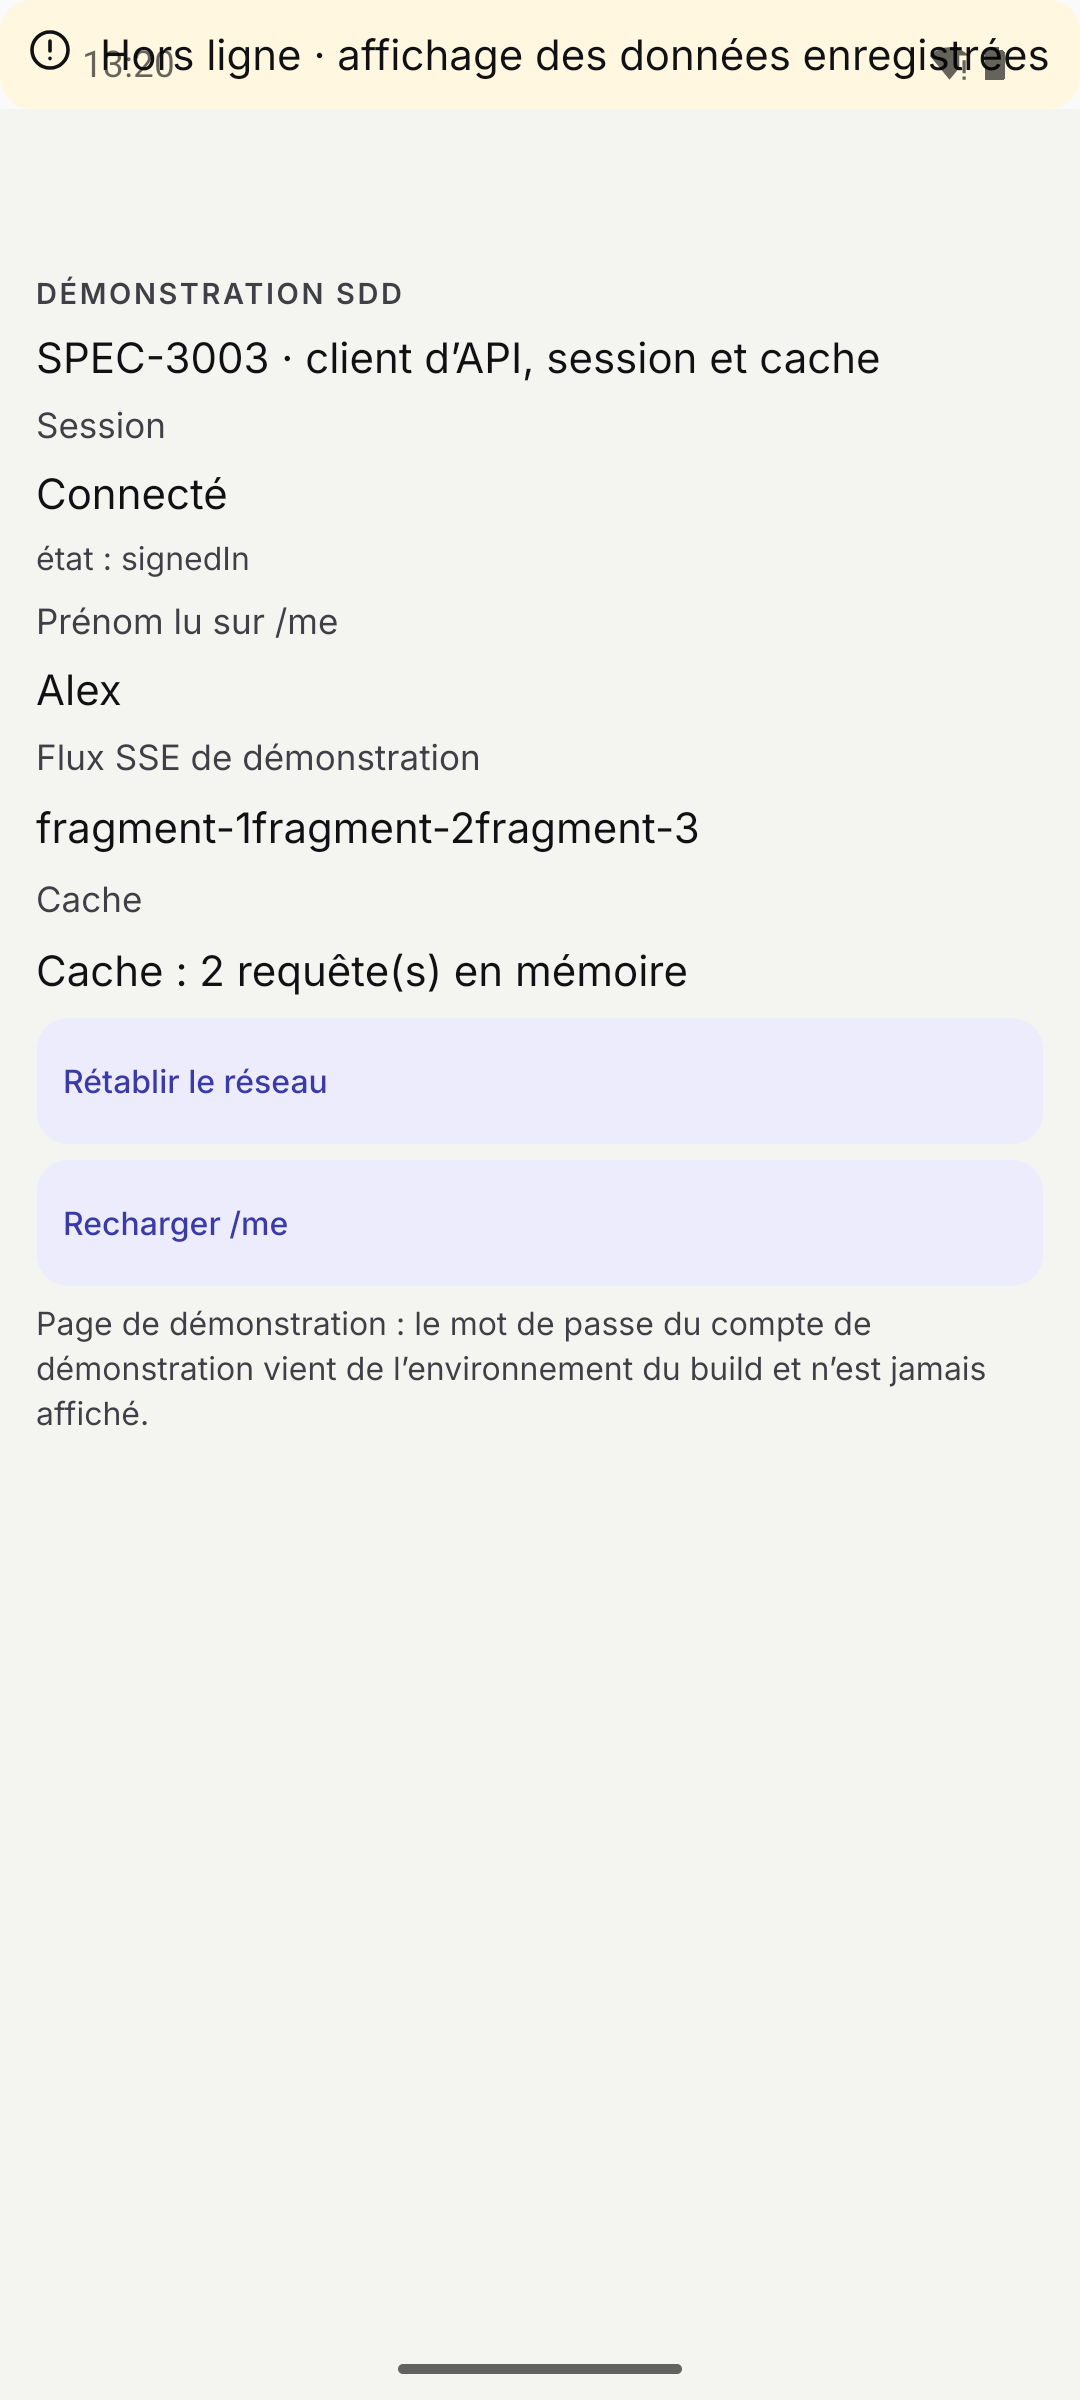 Hors ligne · affichage des données enregistrées
13:20
DÉMONSTRATION SDD
SPEC-3003 · client d’API, session et cache
Session
Connecté
état : signedIn
Prénom lu sur /me
Alex
Flux SSE de démonstration
fragment-1fragment-2fragment-3
Cache
Cache : 2 requête(s) en mémoire
Rétablir le réseau
Recharger /me
Page de démonstration : le mot de passe du compte de
démonstration vient de l’environnement du build et n’est jamais
affiché.